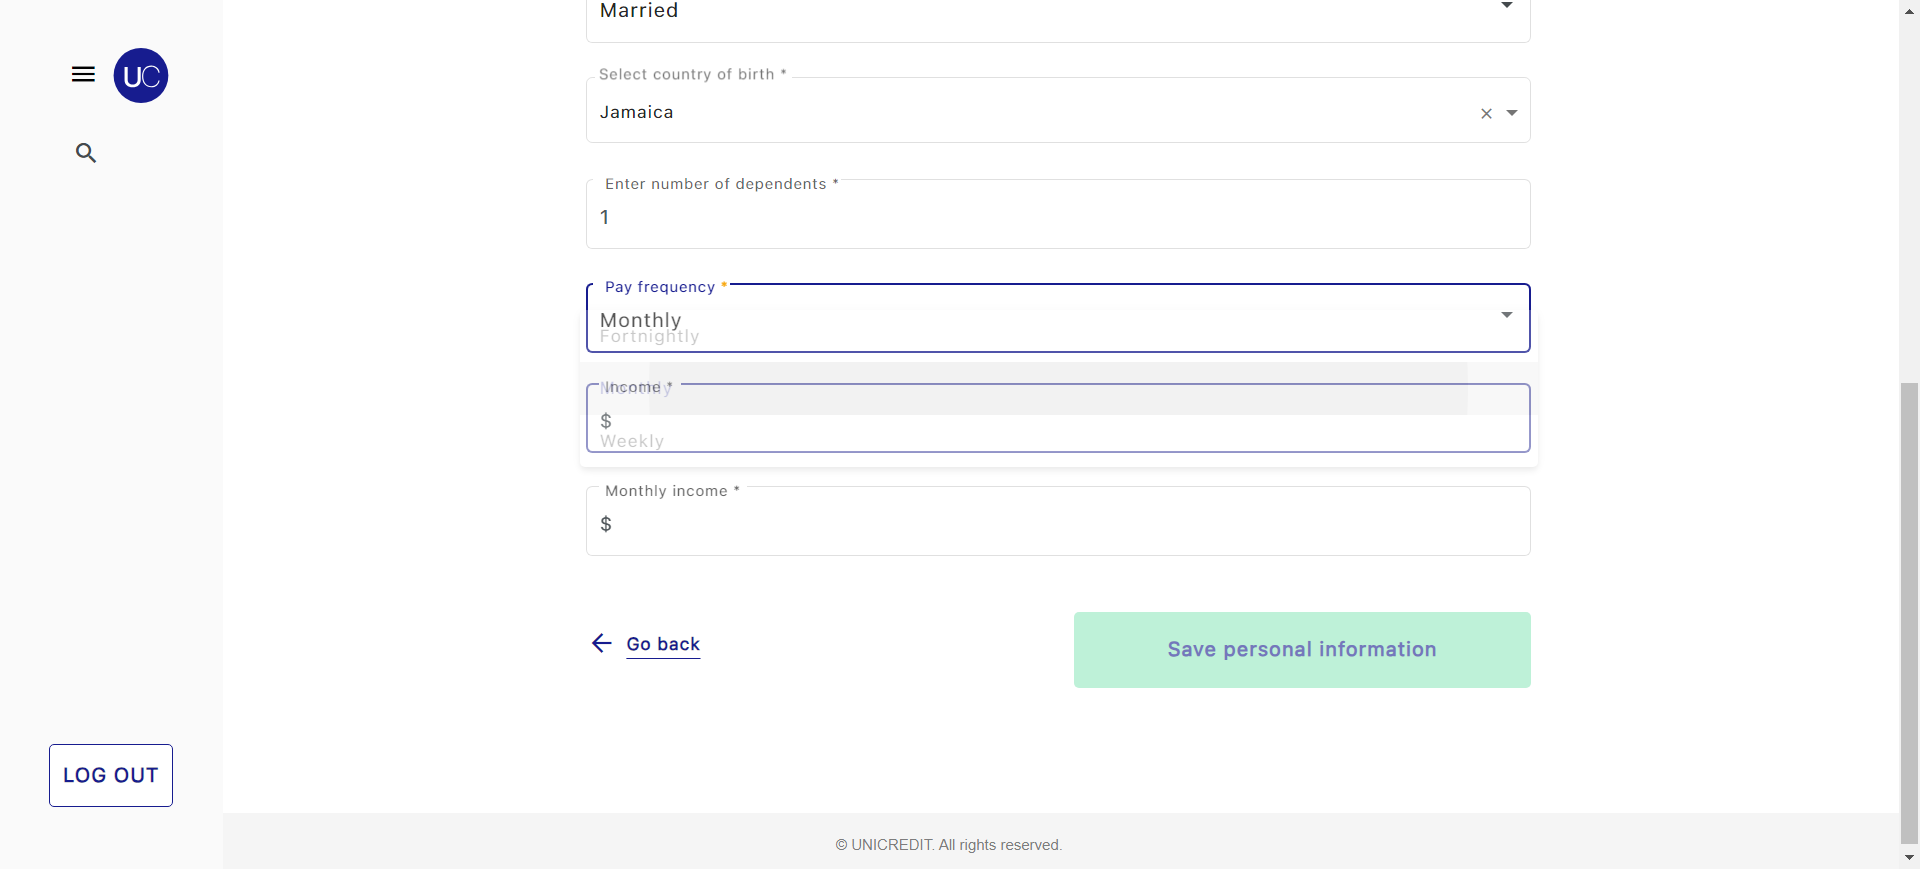 Married
UC
Select country of birth *
Jamaica
Enter number of dependents *
1
Pay frequency *
Monthly
Fortnightly
Income *
Monthly
$
Weekly
Monthly income *
$
Go back
Save personal information
LOG OUT
© UNICREDIT. All rights reserved.